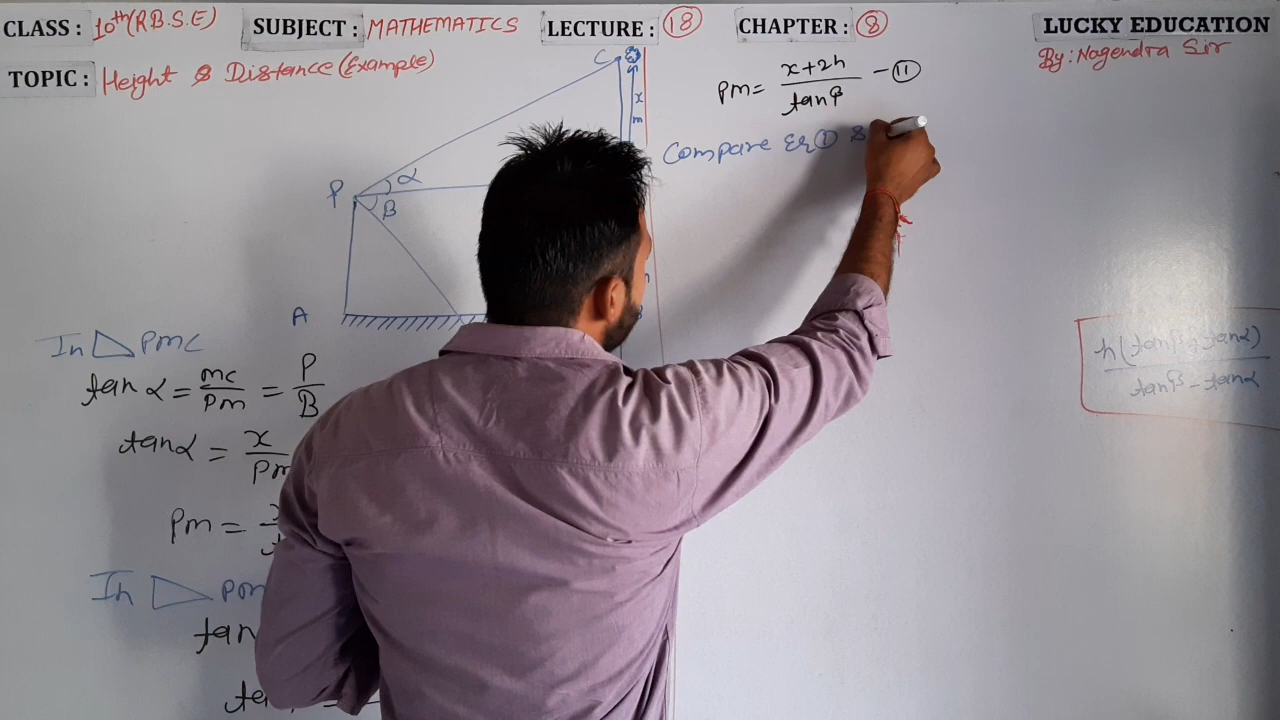 CLASS : 10th (R.B.S.E) SUBJECT : MATHEMATICS LECTURE : 18 CHAPTER : 8 LUCKY EDUCATION
By: Nagendra Sir
TOPIC : Height & Distance (Example)
C
x
m
P α
β
A
In △ PMC
tan α = MC/PM = P/B
tan α = x/PM
PM =
In △ PM
tan
PM = x+2h/tanβ — II
Compare Eq I &
h(tanβ + tanα)/tanβ - tanα